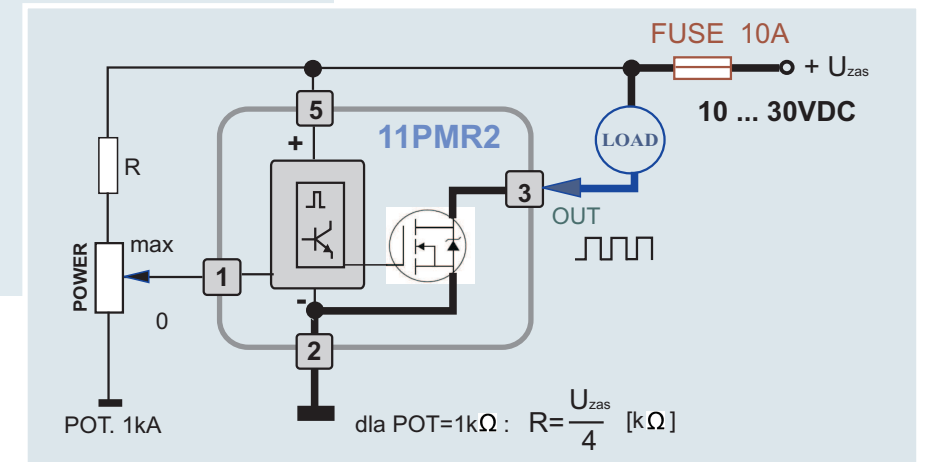 FUSE 10A
+ Uzas
10 ... 30VDC
5
+
11PMR2
LOAD
R
3
OUT
max
POWER
1
0
-
2
POT. 1kA
dla POT=1kΩ : R= Uzas/4 [kΩ]